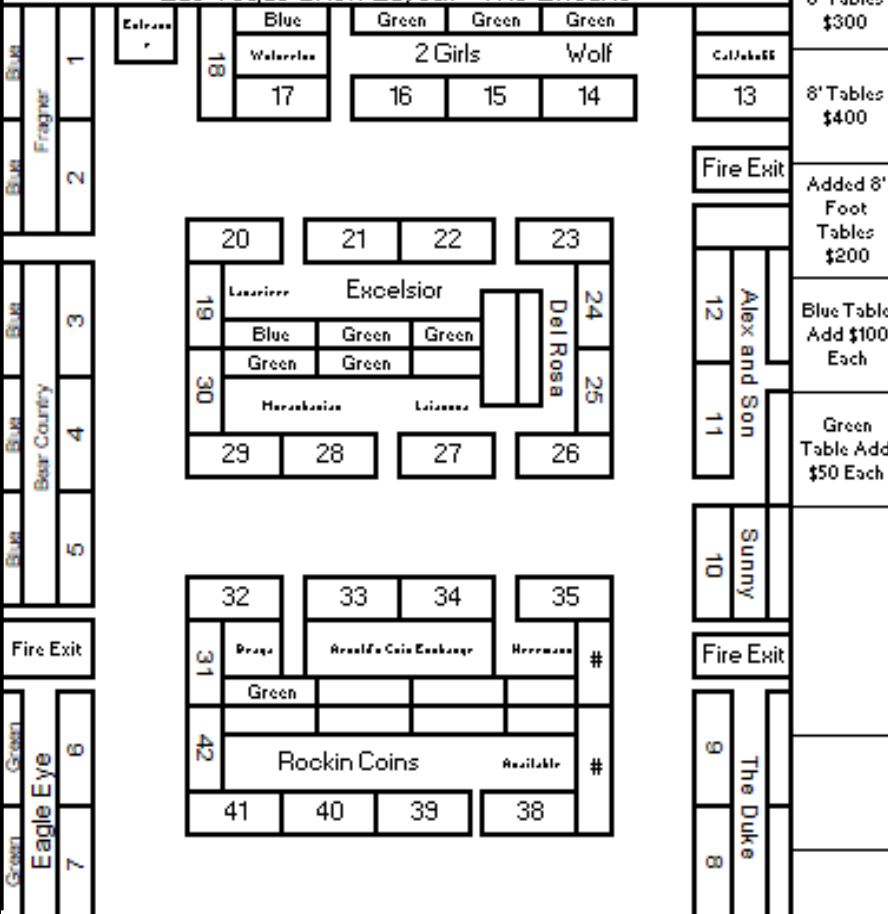 $300
8' Tables
$400
Added 8'
Foot
Tables
$200
Blue Table
Add $100
Each
Green
Table Add
$50 Each
Blue
Fragner
1
Blue
2
18
Blue
17
Green
Green
Green
2 Girls
Wolf
16
15
14
13
Fire Exit
20
21
22
23
19
Excelsior
Del Rosa
24
Blue
Green
Green
Green
Green
30
25
29
28
27
26
12
Alex and Son
11
Sunny
10
Fire Exit
Blue
3
Bear Country
Blue
4
Blue
5
Fire Exit
32
33
34
35
31
Draga
Arnold's Coin Exchange
Herrmann
#
Green
42
Rockin Coins
Available
#
41
40
39
38
Green
Eagle Eye
6
Green
7
9
The Duke
8